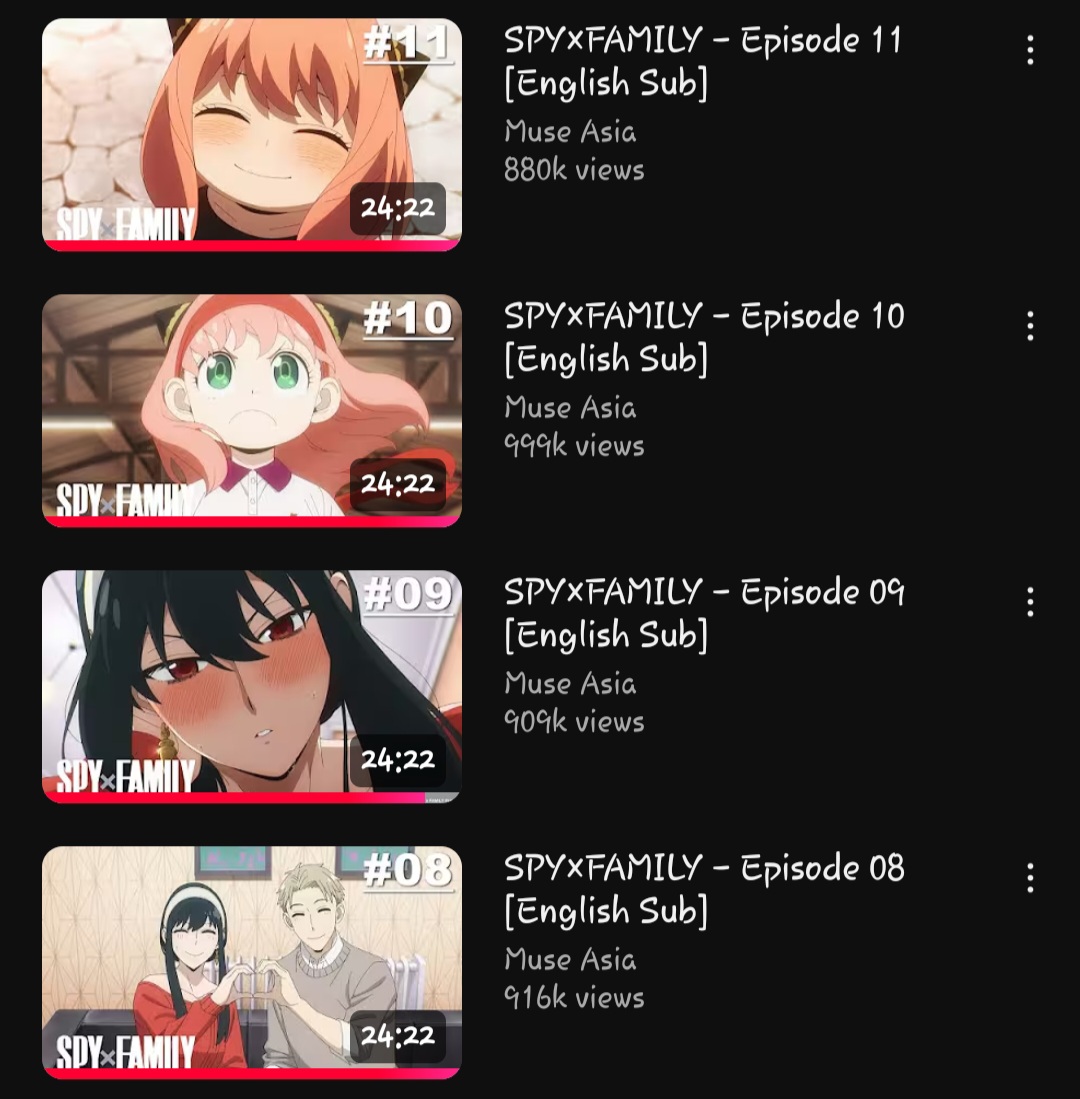 #11
SPY×FAMILY
24:22
SPY×FAMILY – Episode 11
[English Sub]
Muse Asia
880k views
#10
SPY×FAMILY
24:22
SPY×FAMILY – Episode 10
[English Sub]
Muse Asia
999k views
#09
SPY×FAMILY
24:22
SPY×FAMILY – Episode 09
[English Sub]
Muse Asia
909k views
#08
SPY×FAMILY
24:22
SPY×FAMILY – Episode 08
[English Sub]
Muse Asia
916k views